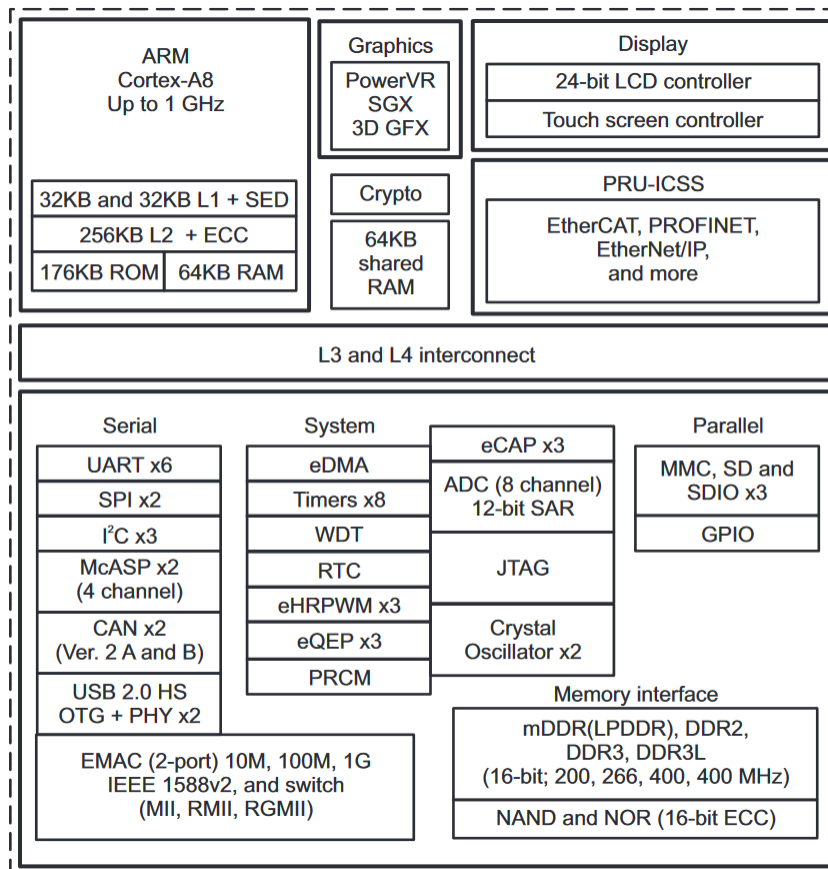 ARM
Cortex-A8
Up to 1 GHz
32KB and 32KB L1 + SED
256KB L2 + ECC
176KB ROM
64KB RAM
Graphics
PowerVR
SGX
3D GFX
Crypto
64KB
shared
RAM
Display
24-bit LCD controller
Touch screen controller
PRU-ICSS
EtherCAT, PROFINET,
EtherNet/IP,
and more
L3 and L4 interconnect
Serial
UART x6
SPI x2
I²C x3
McASP x2
(4 channel)
CAN x2
(Ver. 2 A and B)
USB 2.0 HS
OTG + PHY x2
EMAC (2-port) 10M, 100M, 1G
IEEE 1588v2, and switch
(MII, RMII, RGMII)
System
eDMA
Timers x8
WDT
RTC
eHRPWM x3
eQEP x3
PRCM
eCAP x3
ADC (8 channel)
12-bit SAR
JTAG
Crystal
Oscillator x2
Parallel
MMC, SD and
SDIO x3
GPIO
Memory interface
mDDR(LPDDR), DDR2,
DDR3, DDR3L
(16-bit; 200, 266, 400, 400 MHz)
NAND and NOR (16-bit ECC)